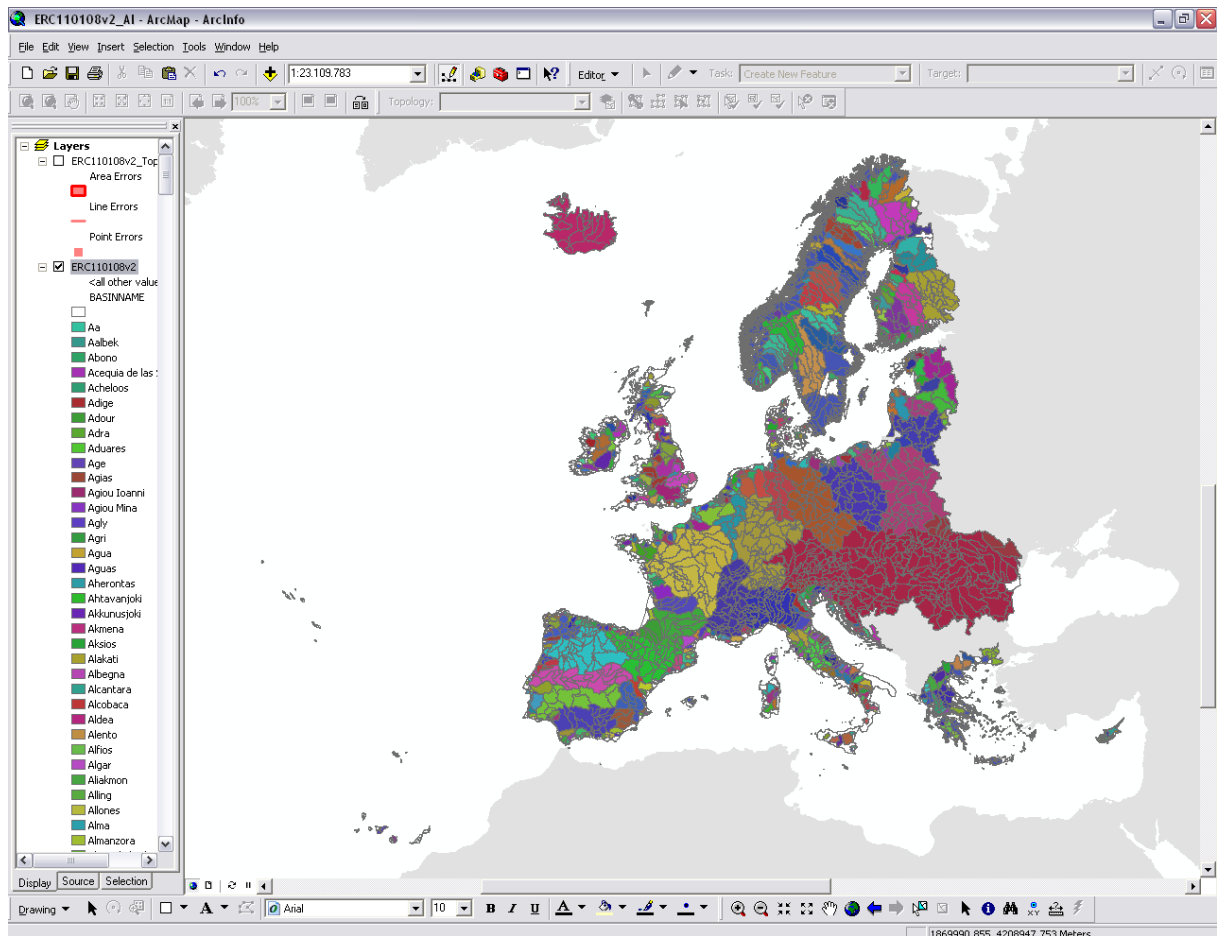 ERC110108v2_AI - ArcMap - ArcInfo
File Edit View Insert Selection Tools Window Help
1:23.109.783
Editor
Task: Create New Feature
Target:
100%
Topology:
Layers
ERC110108v2_Top
Area Errors
Line Errors
Point Errors
ERC110108v2
<all other value
BASINNAME
Aa
Aalbek
Abono
Acequia de las
Acheloos
Adige
Adour
Adra
Aduares
Age
Agias
Agiou Ioanni
Agiou Mina
Agly
Agri
Agua
Aguas
Aherontas
Ahtavanjoki
Akkunusjoki
Akmena
Aksios
Alakati
Albegna
Alcantara
Alcobaca
Aldea
Alento
Alfios
Algar
Aliakmon
Alling
Allones
Alma
Almanzora
Display Source Selection
Drawing
A
Arial
10
B I U A
XY
1869990,855 4208947,753 Meters